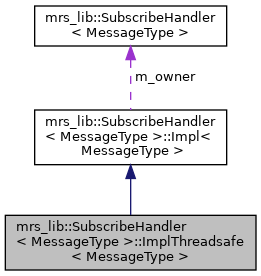 mrs_lib::SubscribeHandler
< MessageType >
m_owner
mrs_lib::SubscribeHandler
< MessageType >::Impl<
MessageType >
mrs_lib::SubscribeHandler
< MessageType >::ImplThreadsafe
< MessageType >